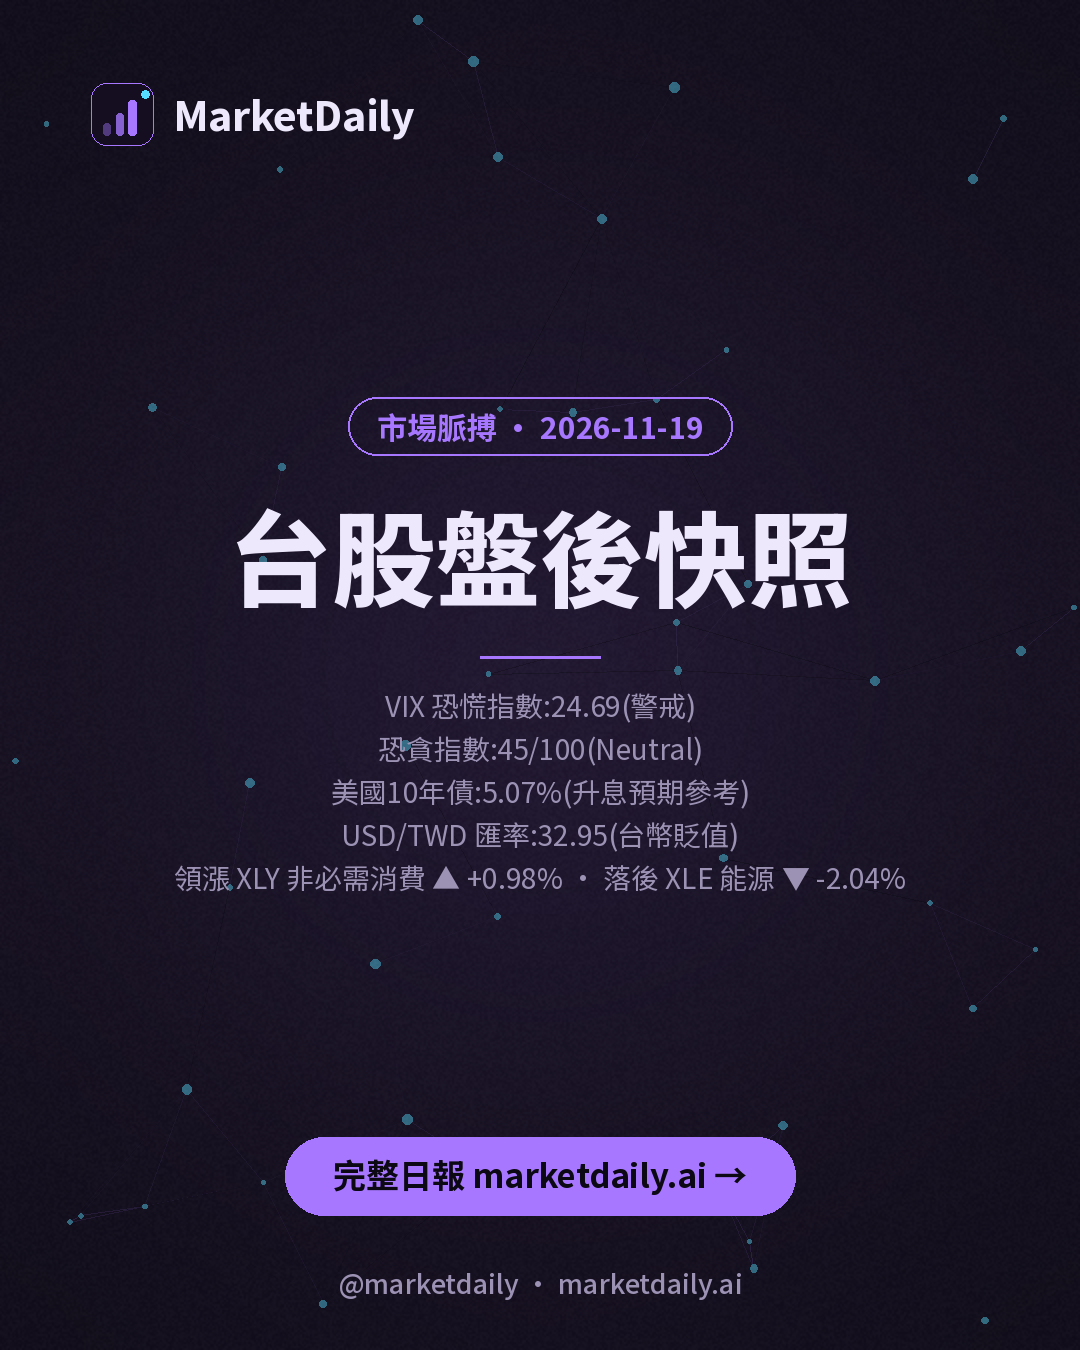 MarketDaily
市場脈搏 • 2026-11-19
台股盤後快照
VIX 恐慌指數:24.69(警戒)
恐貪指數:45/100(Neutral)
美國10年債:5.07%(升息預期參考)
USD/TWD 匯率:32.95(台幣貶值)
領漲 XLY 非必需消費 ▲ +0.98% • 落後 XLE 能源 ▼ -2.04%
完整日報 marketdaily.ai →
@marketdaily • marketdaily.ai